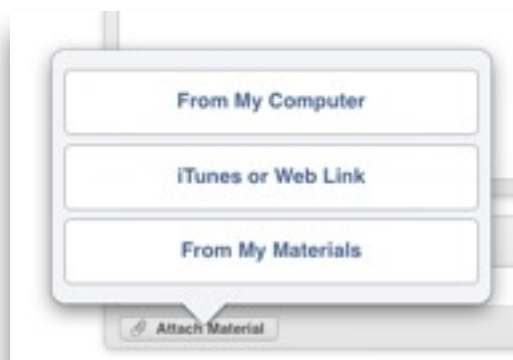 From My Computer
iTunes or Web Link
From My Materials
Attach Material